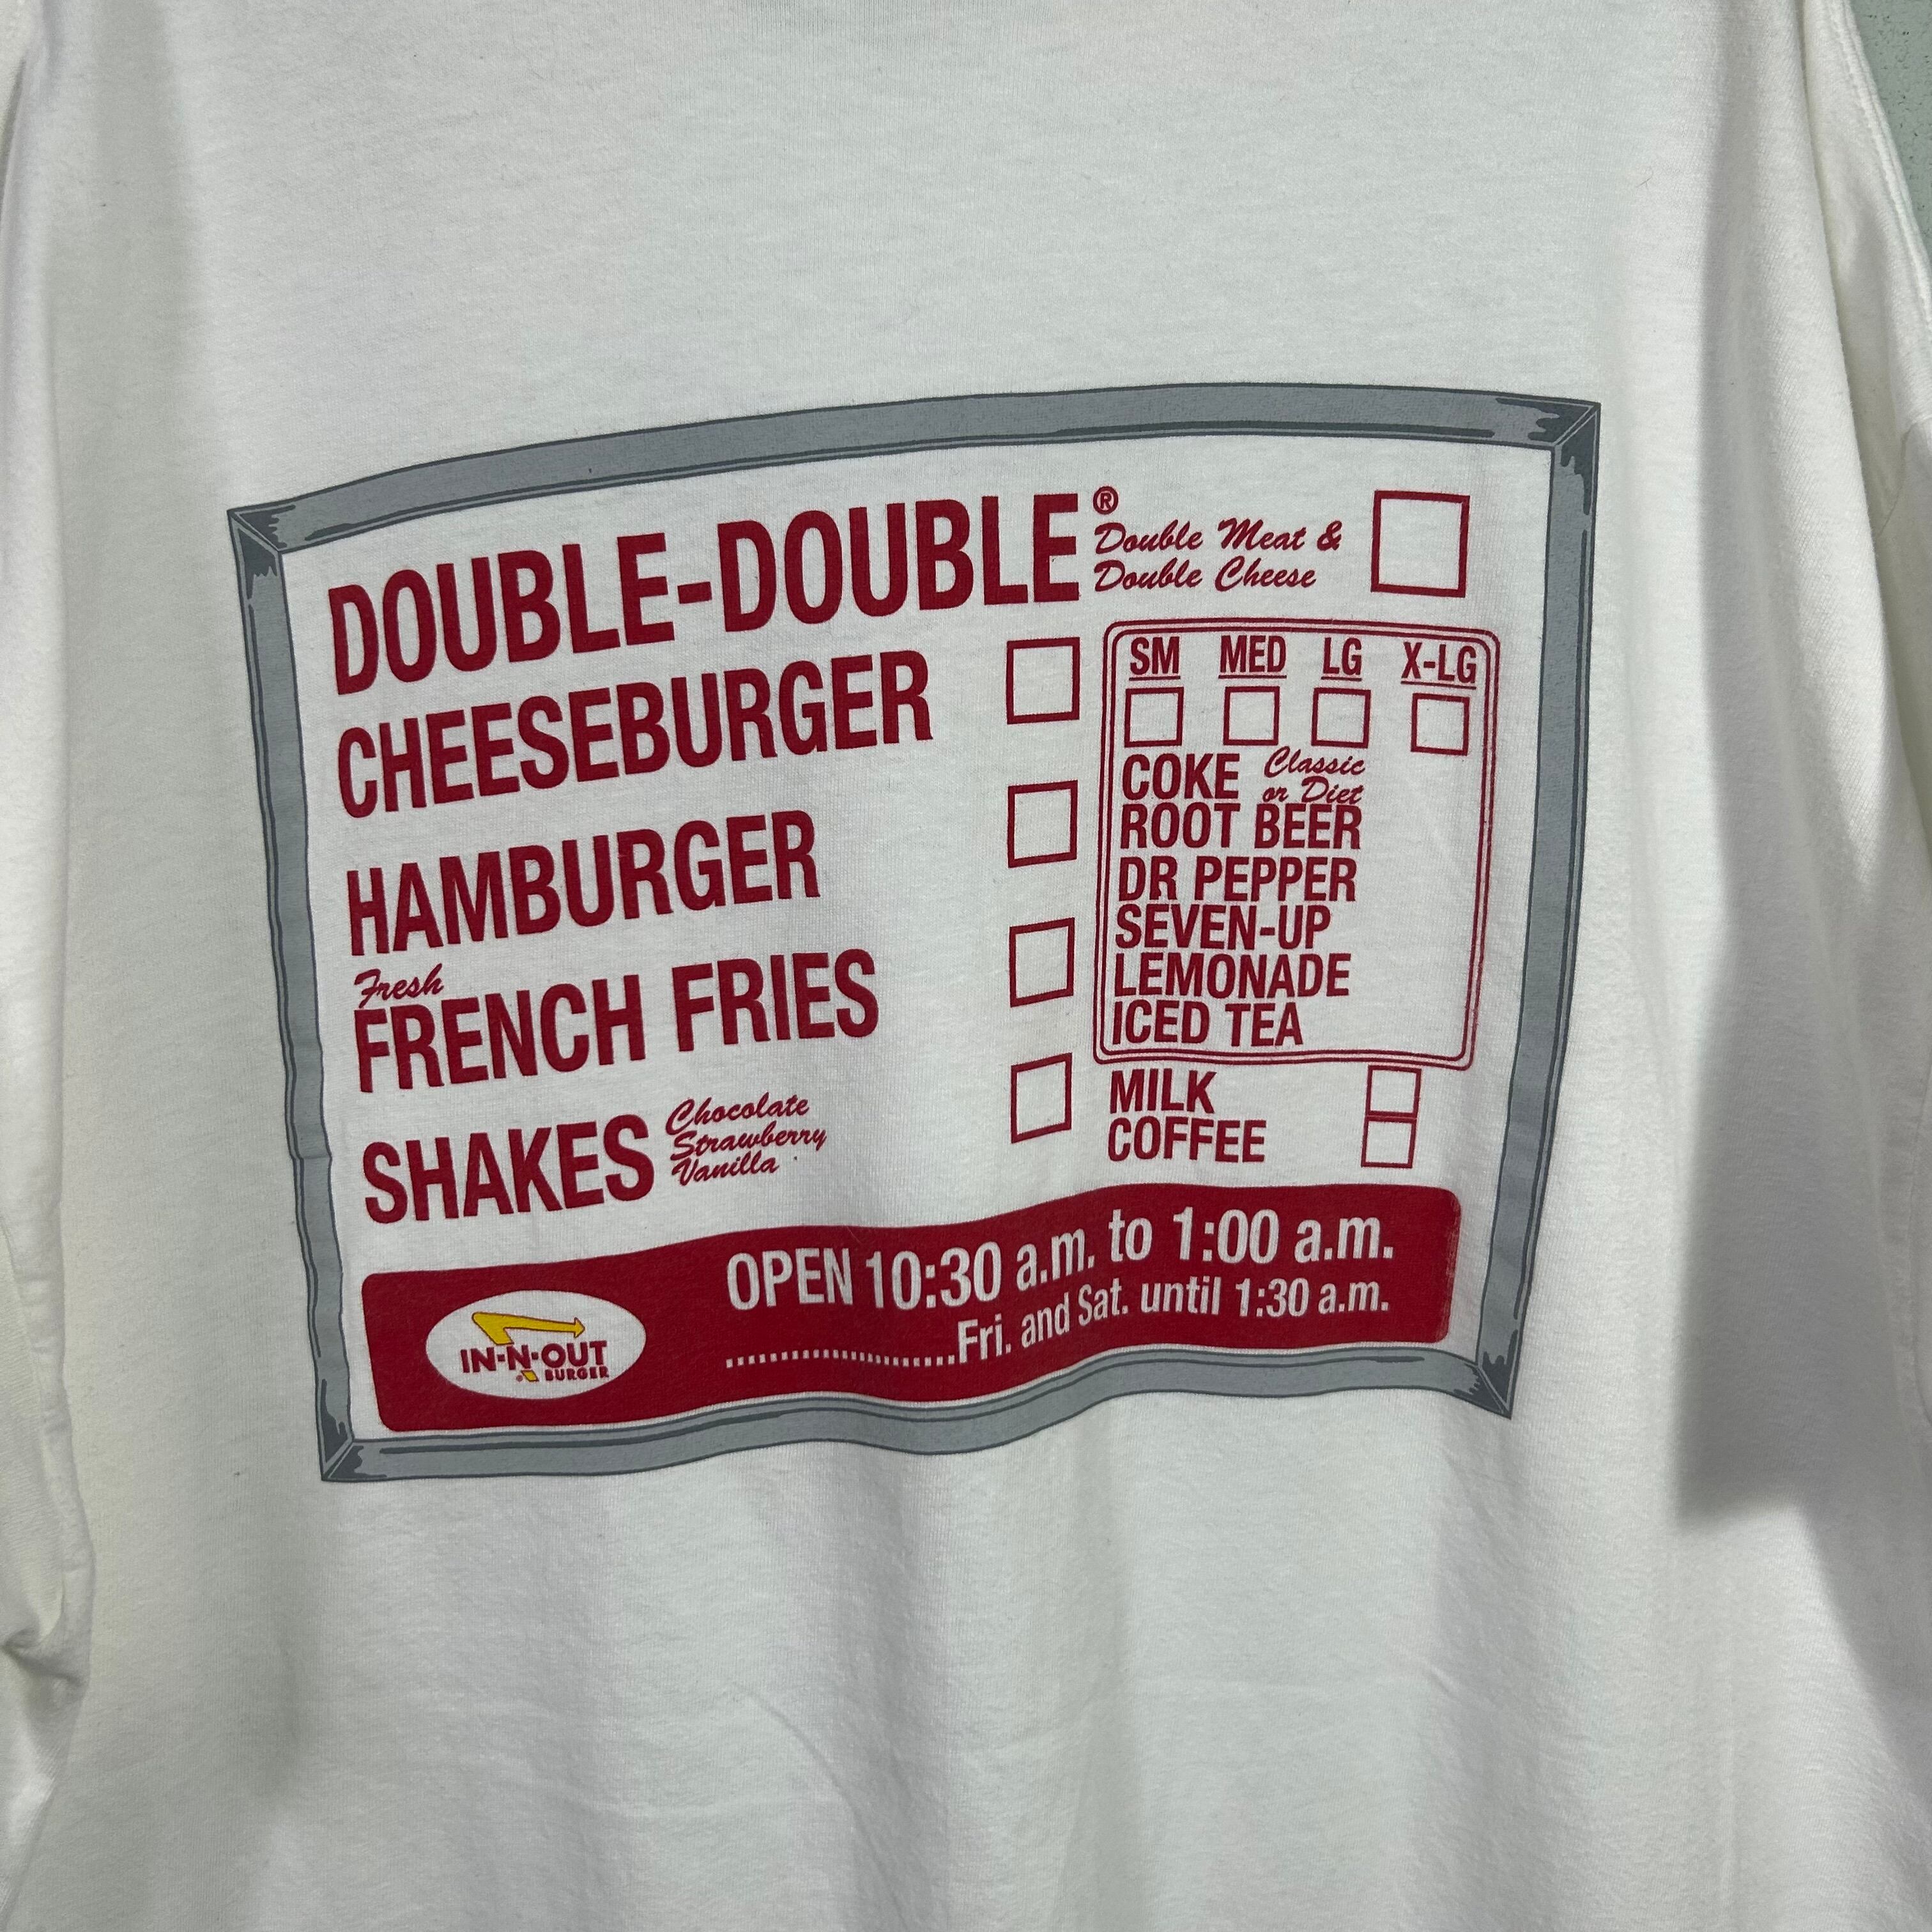 DOUBLE-DOUBLE® Double Meat &
Double Cheese
CHEESEBURGER
HAMBURGER
Fresh
FRENCH FRIES
SHAKES Chocolate
Strawberry
Vanilla
SM MED LG X-LG
COKE Classic
or Diet
ROOT BEER
DR PEPPER
SEVEN-UP
LEMONADE
ICED TEA
MILK
COFFEE
IN-N-OUT
® BURGER
OPEN 10:30 a.m. to 1:00 a.m.
.......................Fri. and Sat. until 1:30 a.m.